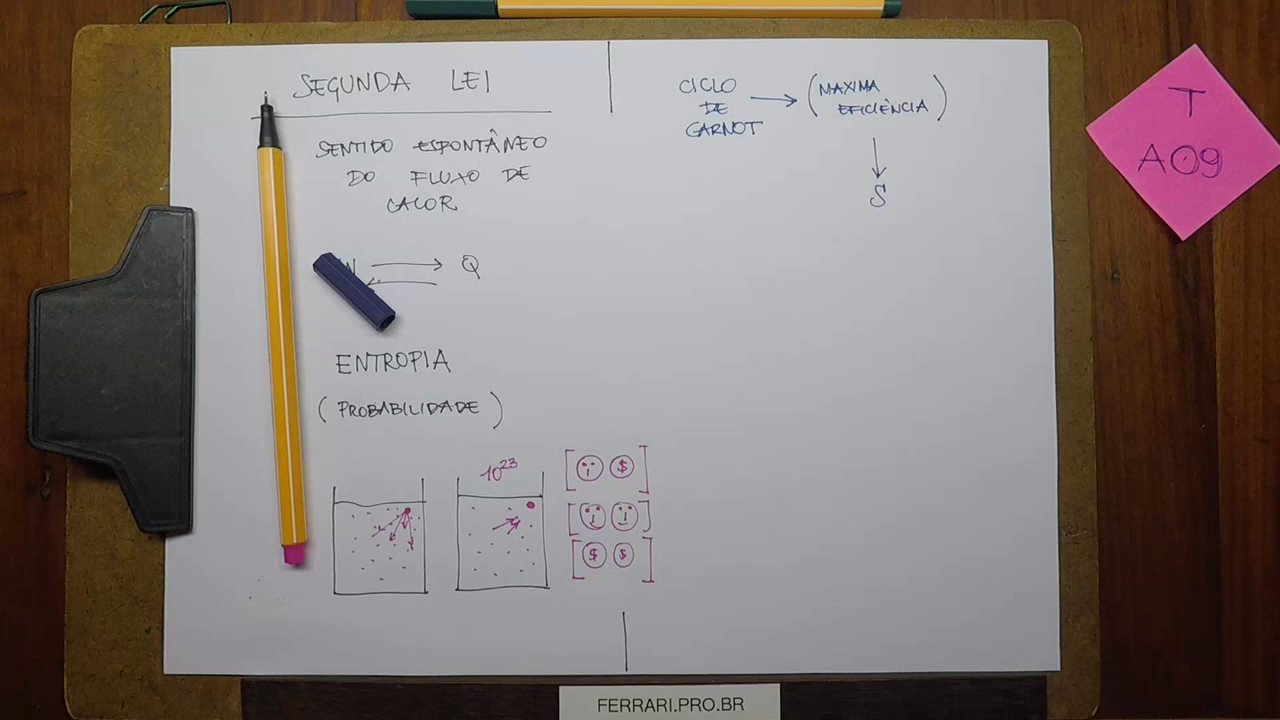 SEGUNDA LEI
SENTIDO ESPONTÂNEO
DO FLUXO DE
CALOR
Q
ENTROPIA
(PROBABILIDADE)
10²³
$
$ $
CICLO
DE
CARNOT
(MAXIMA
EFICIÊNCIA)
S
T
A09
FERRARI.PRO.BR